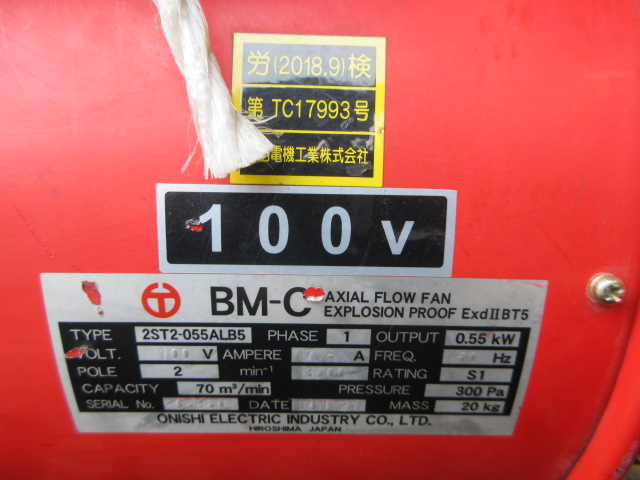 労(2018.9)検
第 TC17993号
電機工業株式会社
100V
BM-C AXIAL FLOW FAN
EXPLOSION PROOF ExdⅡBT5
TYPE 2ST2-055ALB5 PHASE 1 OUTPUT 0.55 kW
VOLT. 100 V AMPERE A FREQ. 60 Hz
POLE 2 min⁻¹ RATING S1
CAPACITY 70 m³/min PRESSURE 300 Pa
SERIAL No. DATE MASS 20 kg
ONISHI ELECTRIC INDUSTRY CO., LTD.
HIROSHIMA JAPAN